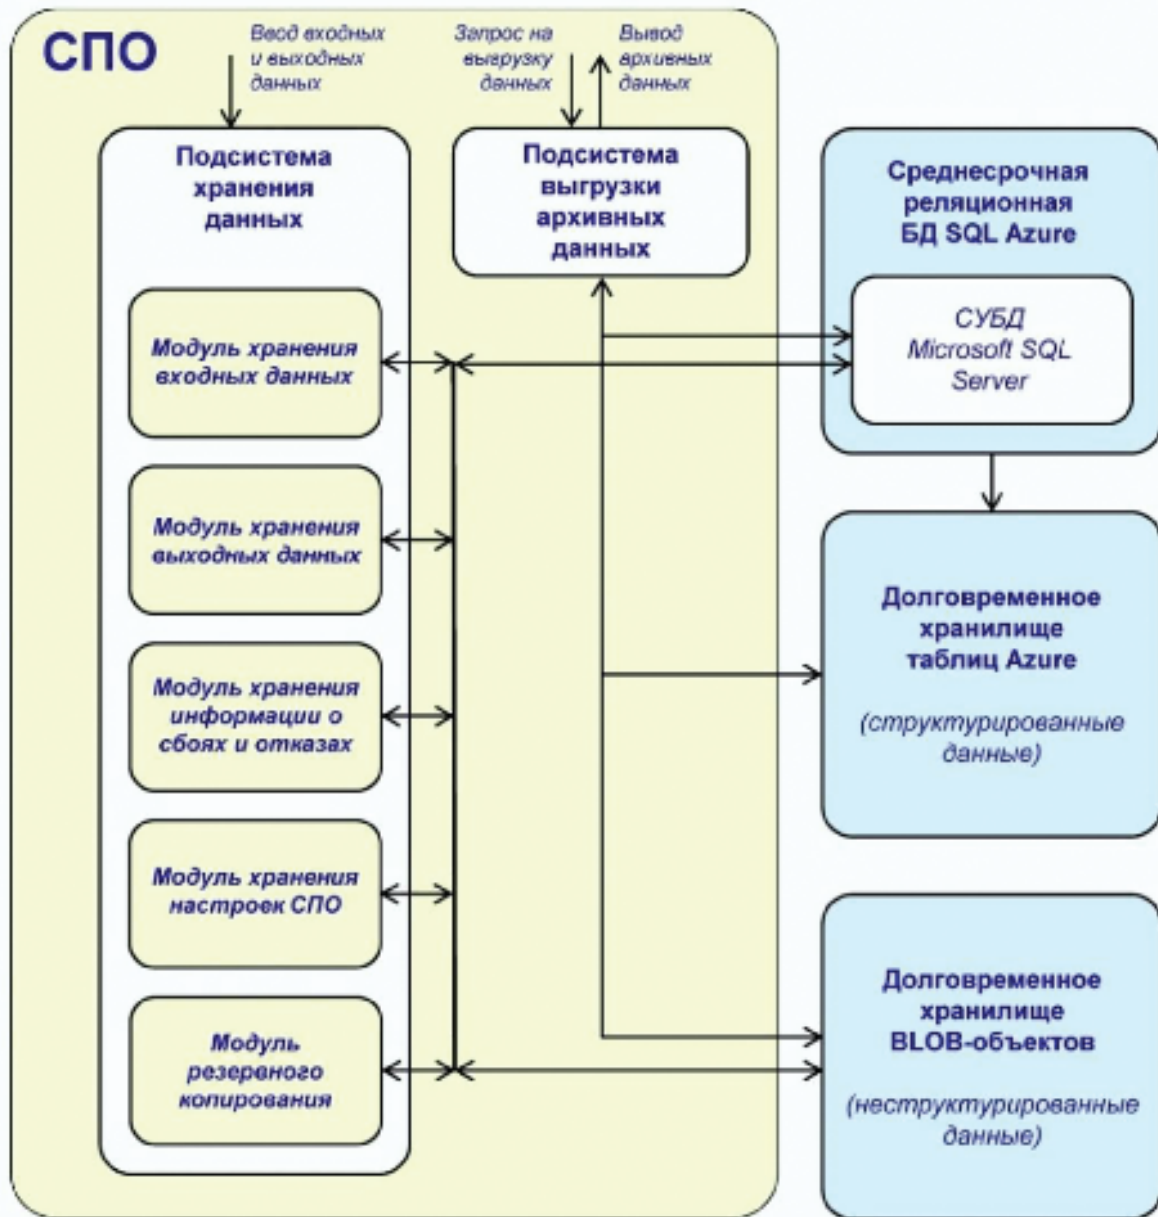 СПО
Ввод входных
и выходных
данных
Запрос на
выгрузку
данных
Вывод
архивных
данных
Подсистема
хранения
данных
Модуль хранения
входных данных
Модуль хранения
выходных данных
Модуль хранения
информации о
сбоях и отказах
Модуль хранения
настроек СПО
Модуль
резервного
копирования
Подсистема
выгрузки
архивных
данных
Среднесрочная
реляционная
БД SQL Azure
СУБД
Microsoft SQL
Server
Долговременное
хранилище
таблиц Azure
(структурированные
данные)
Долговременное
хранилище
BLOB-объектов
(неструктурированные
данные)